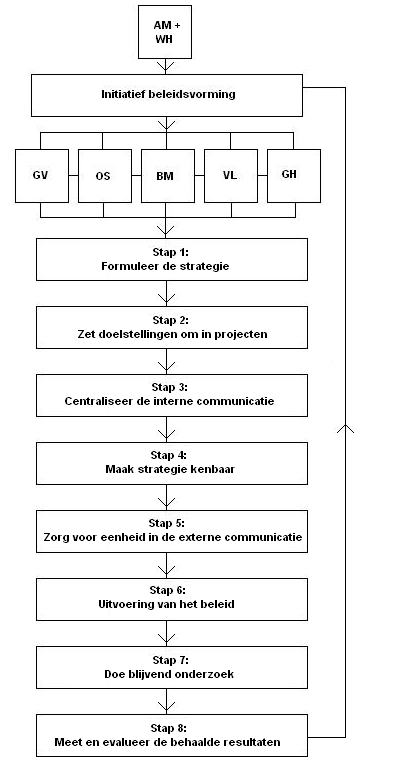 AM +
WH
Initiatief beleidsvorming
GV
OS
BM
VL
GH
Stap 1:
Formuleer de strategie
Stap 2:
Zet doelstellingen om in projecten
Stap 3:
Centraliseer de interne communicatie
Stap 4:
Maak strategie kenbaar
Stap 5:
Zorg voor eenheid in de externe communicatie
Stap 6:
Uitvoering van het beleid
Stap 7:
Doe blijvend onderzoek
Stap 8:
Meet en evalueer de behaalde resultaten